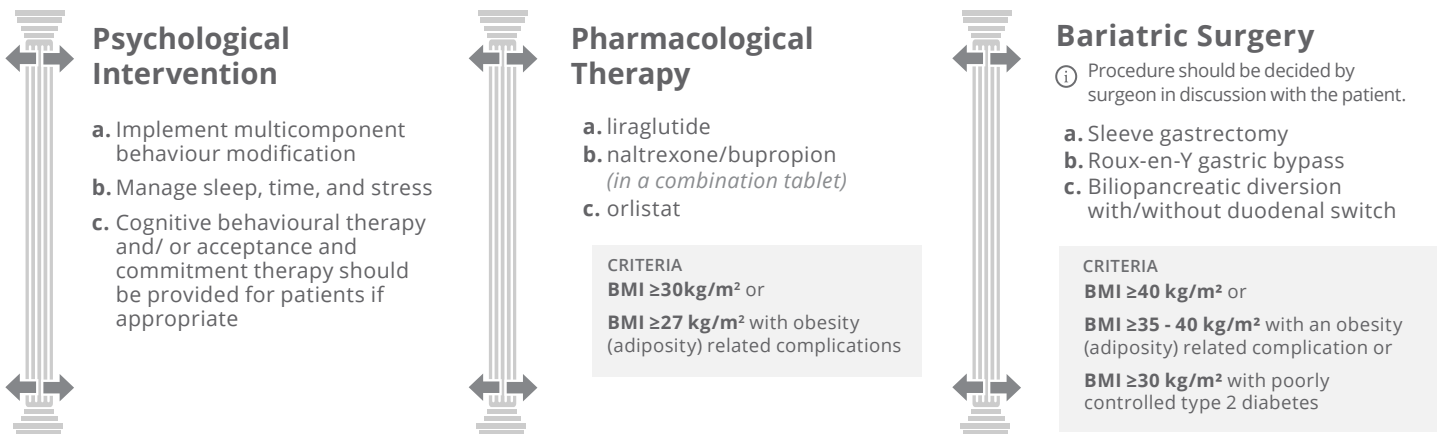 Psychological
Intervention
a. Implement multicomponent
behaviour modification
b. Manage sleep, time, and stress
c. Cognitive behavioural therapy
and/ or acceptance and
commitment therapy should
be provided for patients if
appropriate
Pharmacological
Therapy
a. liraglutide
b. naltrexone/bupropion
(in a combination tablet)
c. orlistat
CRITERIA
BMI ≥30kg/m² or
BMI ≥27 kg/m² with obesity
(adiposity) related complications
Bariatric Surgery
i Procedure should be decided by
surgeon in discussion with the patient.
a. Sleeve gastrectomy
b. Roux-en-Y gastric bypass
c. Biliopancreatic diversion
with/without duodenal switch
CRITERIA
BMI ≥40 kg/m² or
BMI ≥35 - 40 kg/m² with an obesity
(adiposity) related complication or
BMI ≥30 kg/m² with poorly
controlled type 2 diabetes